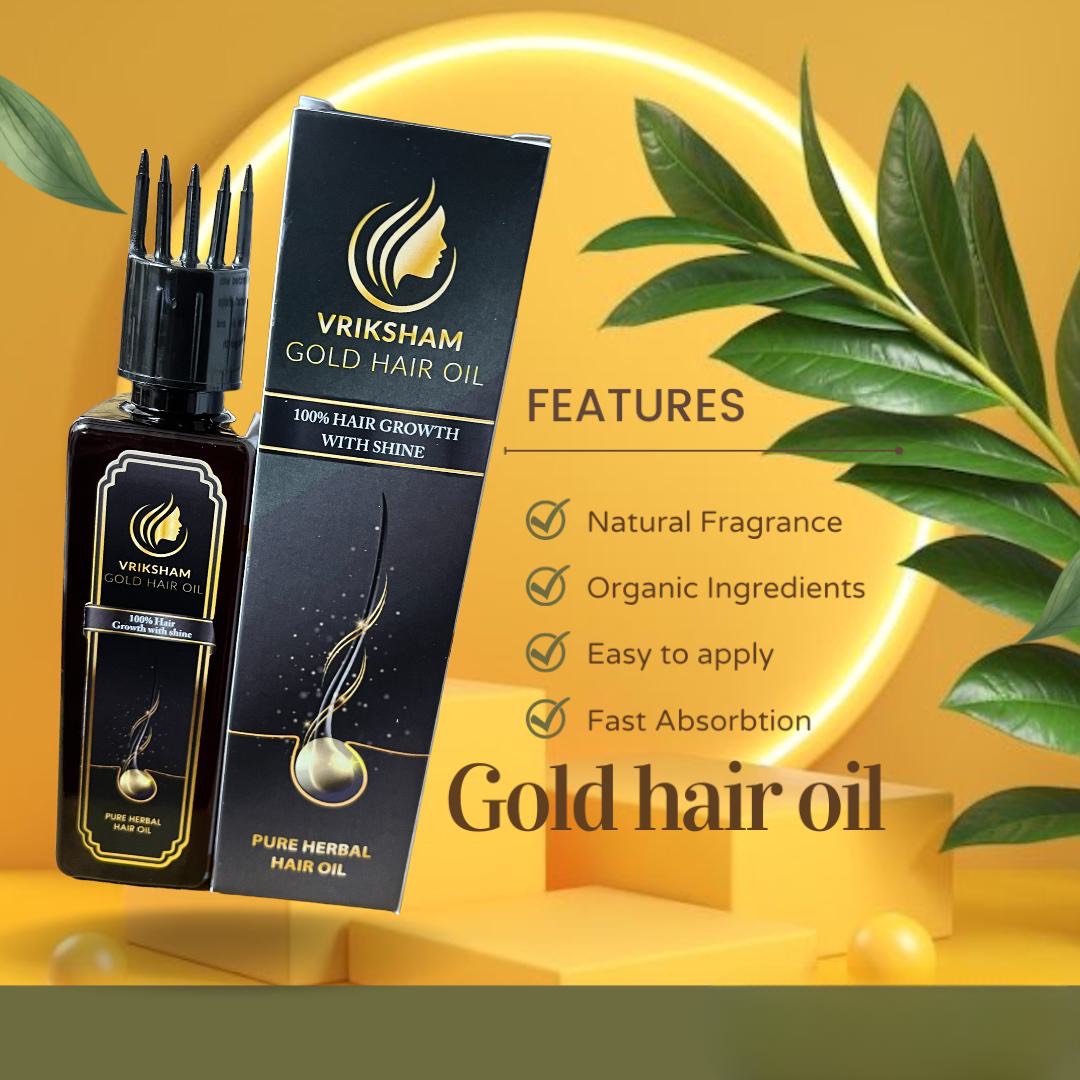 VRIKSHAM
GOLD HAIR OIL
100% HAIR GROWTH
WITH SHINE
PURE HERBAL
HAIR OIL
VRIKSHAM
GOLD HAIR OIL
100% Hair
Growth with shine
PURE HERBAL
HAIR OIL
FEATURES
Natural Fragrance
Organic Ingredients
Easy to apply
Fast Absorbtion
Gold hair oil